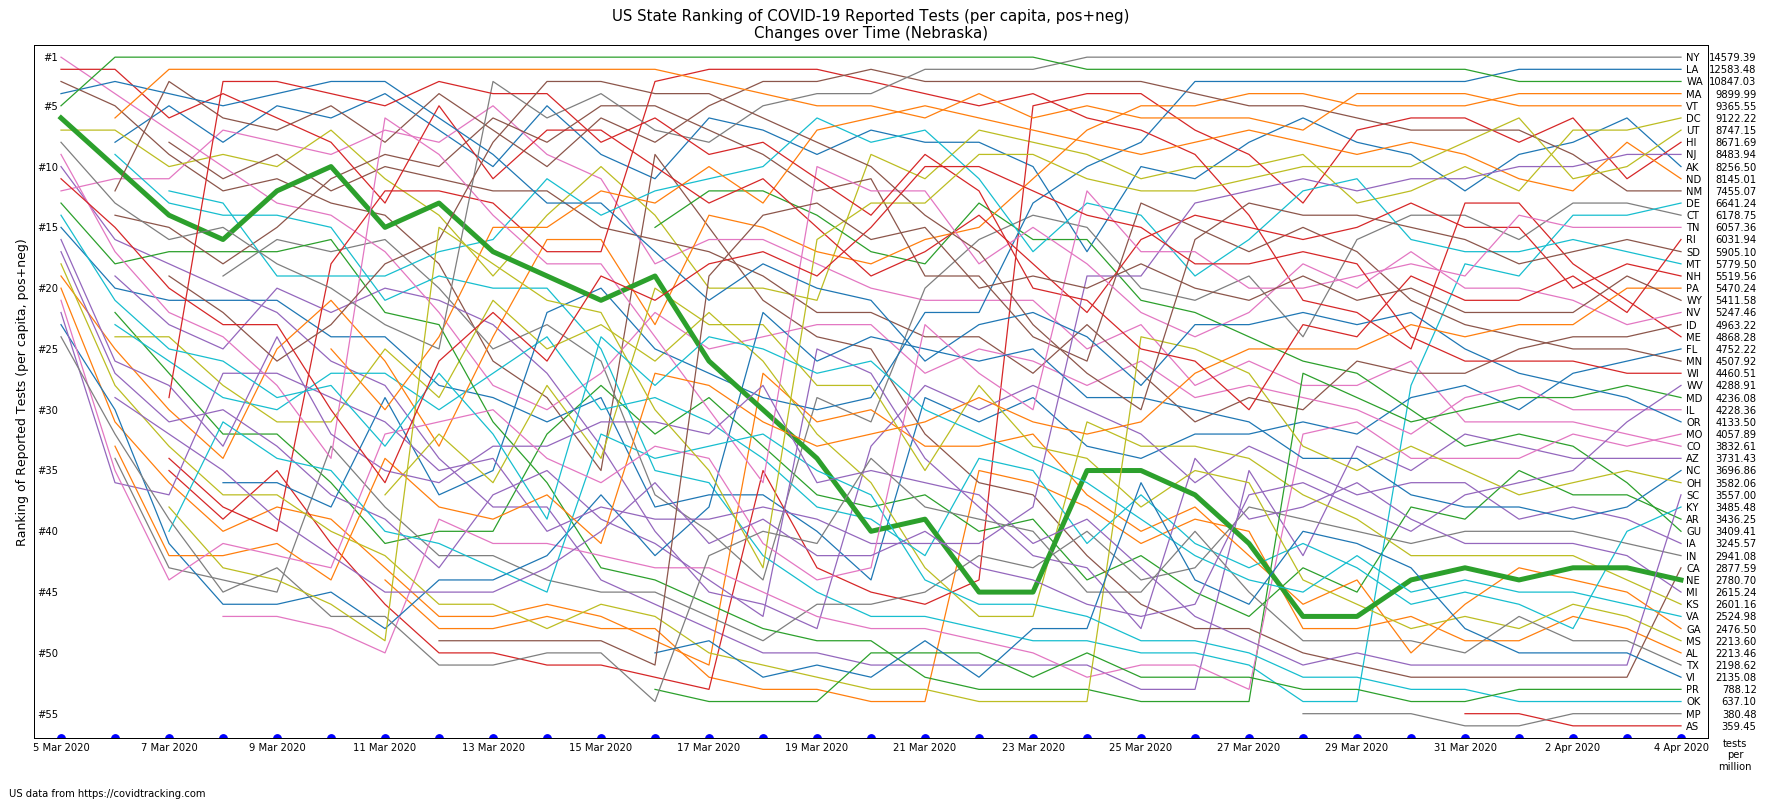 US State Ranking of COVID-19 Reported Tests (per capita, pos+neg)
Changes over Time (Nebraska)
Ranking of Reported Tests (per capita, pos+neg)
#1
#5
#10
#15
#20
#25
#30
#35
#40
#45
#50
#55
NY 14579.39
LA 12583.48
WA 10847.03
MA 9899.99
VT 9365.55
DC 9122.22
UT 8747.15
HI 8671.69
NJ 8483.94
AK 8256.50
ND 8145.01
NM 7455.07
DE 6641.24
CT 6178.75
TN 6057.36
RI 6031.94
SD 5905.10
MT 5779.50
NH 5519.56
PA 5470.24
WY 5411.58
NV 5247.46
ID 4963.22
ME 4868.28
FL 4752.22
MN 4507.92
WI 4460.51
WV 4288.91
MD 4236.08
IL 4228.36
OR 4133.50
MO 4057.89
CO 3832.61
AZ 3731.43
NC 3696.86
OH 3582.06
SC 3557.00
KY 3485.48
AR 3436.25
GU 3409.41
IA 3245.57
IN 2941.08
CA 2877.59
NE 2780.70
MI 2615.24
KS 2601.16
VA 2524.98
GA 2476.50
MS 2213.60
AL 2213.46
TX 2198.62
VI 2135.08
PR 788.12
OK 637.10
MP 380.48
AS 359.45
5 Mar 2020 7 Mar 2020 9 Mar 2020 11 Mar 2020 13 Mar 2020 15 Mar 2020 17 Mar 2020 19 Mar 2020 21 Mar 2020 23 Mar 2020 25 Mar 2020 27 Mar 2020 29 Mar 2020 31 Mar 2020 2 Apr 2020 4 Apr 2020
tests
per
million
US data from https://covidtracking.com